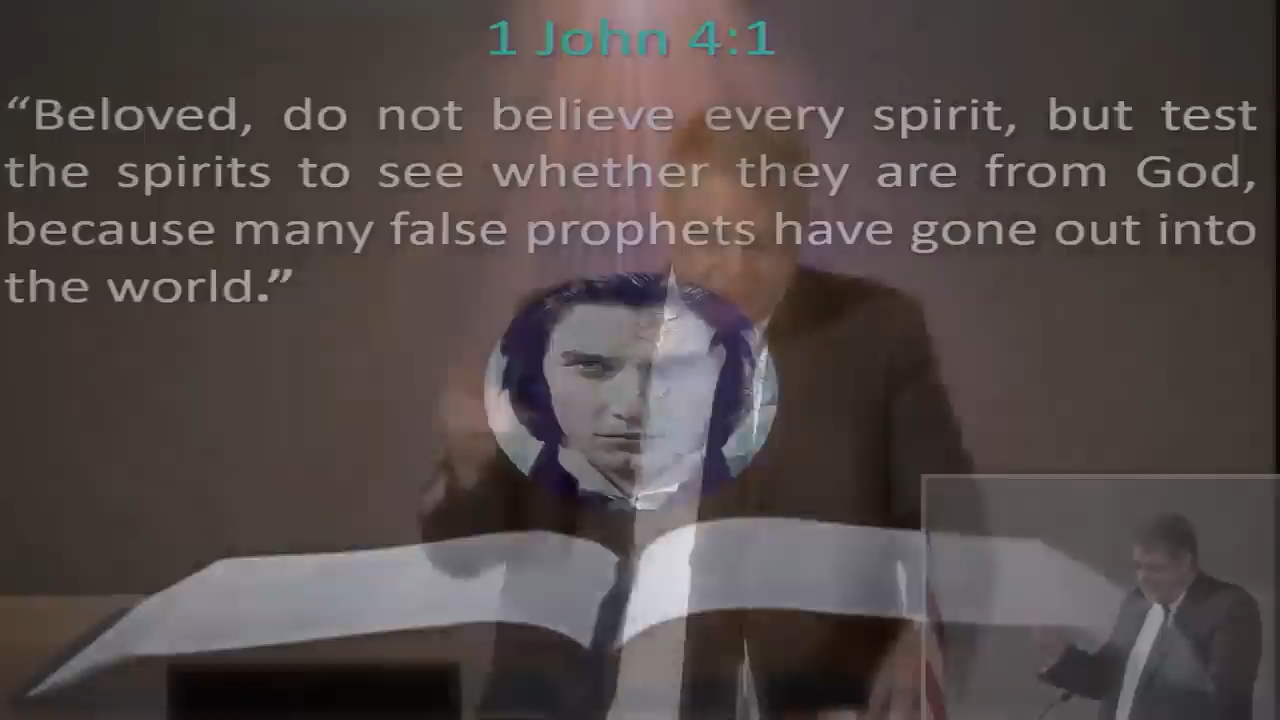 1 John 4:1
“Beloved, do not believe every spirit, but test
the spirits to see whether they are from God,
because many false prophets have gone out into
the world.”